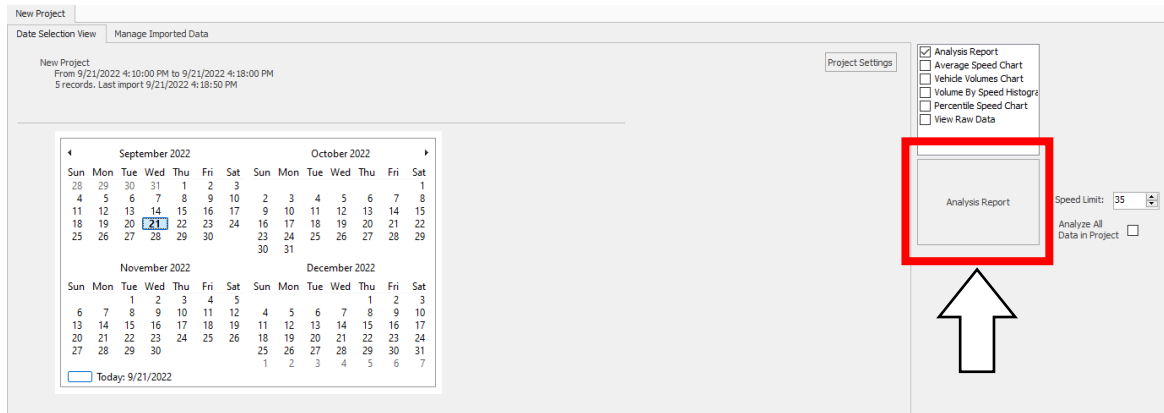 New Project
Date Selection View Manage Imported Data
New Project
From 9/21/2022 4:10:00 PM to 9/21/2022 4:18:00 PM
5 records. Last import 9/21/2022 4:18:50 PM
Project Settings
September 2022
Sun Mon Tue Wed Thu Fri Sat
28 29 30 31 1 2 3
4 5 6 7 8 9 10
11 12 13 14 15 16 17
18 19 20 21 22 23 24
25 26 27 28 29 30
October 2022
Sun Mon Tue Wed Thu Fri Sat
1
2 3 4 5 6 7 8
9 10 11 12 13 14 15
16 17 18 19 20 21 22
23 24 25 26 27 28 29
30 31
November 2022
Sun Mon Tue Wed Thu Fri Sat
1 2 3 4 5
6 7 8 9 10 11 12
13 14 15 16 17 18 19
20 21 22 23 24 25 26
27 28 29 30
December 2022
Sun Mon Tue Wed Thu Fri Sat
1 2 3
4 5 6 7 8 9 10
11 12 13 14 15 16 17
18 19 20 21 22 23 24
25 26 27 28 29 30 31
1 2 3 4 5 6 7
Today: 9/21/2022
Analysis Report
Average Speed Chart
Vehicle Volumes Chart
Volume By Speed Histogra
Percentile Speed Chart
View Raw Data
Analysis Report
Speed Limit: 35
Analyze All
Data in Project